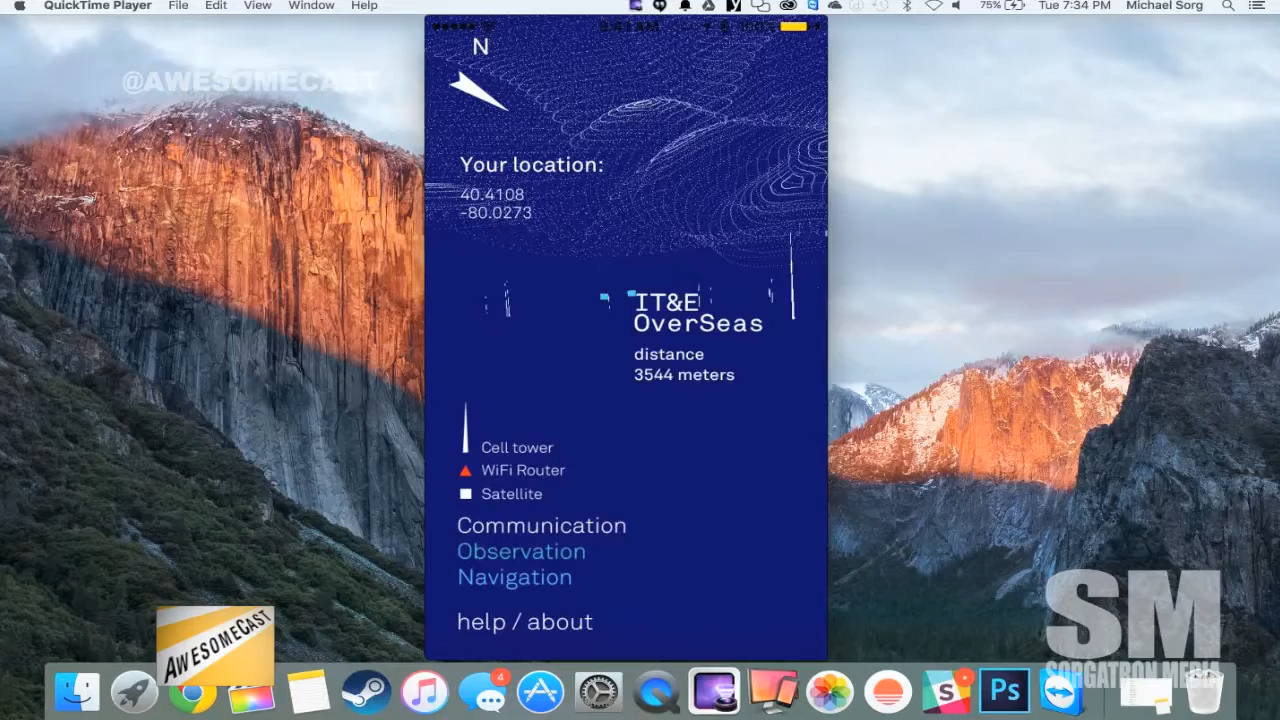 QuickTime Player File Edit View Window Help 75% Tue 7:34 PM Michael Sorg
@AWESOMECAST
N
Your location:
40.4108
-80.0273
IT&E
OverSeas
distance
3544 meters
Cell tower
WiFi Router
Satellite
Communication
Observation
Navigation
help / about
AWESOMECAST
SM
SORGATRON MEDIA
4
Ps